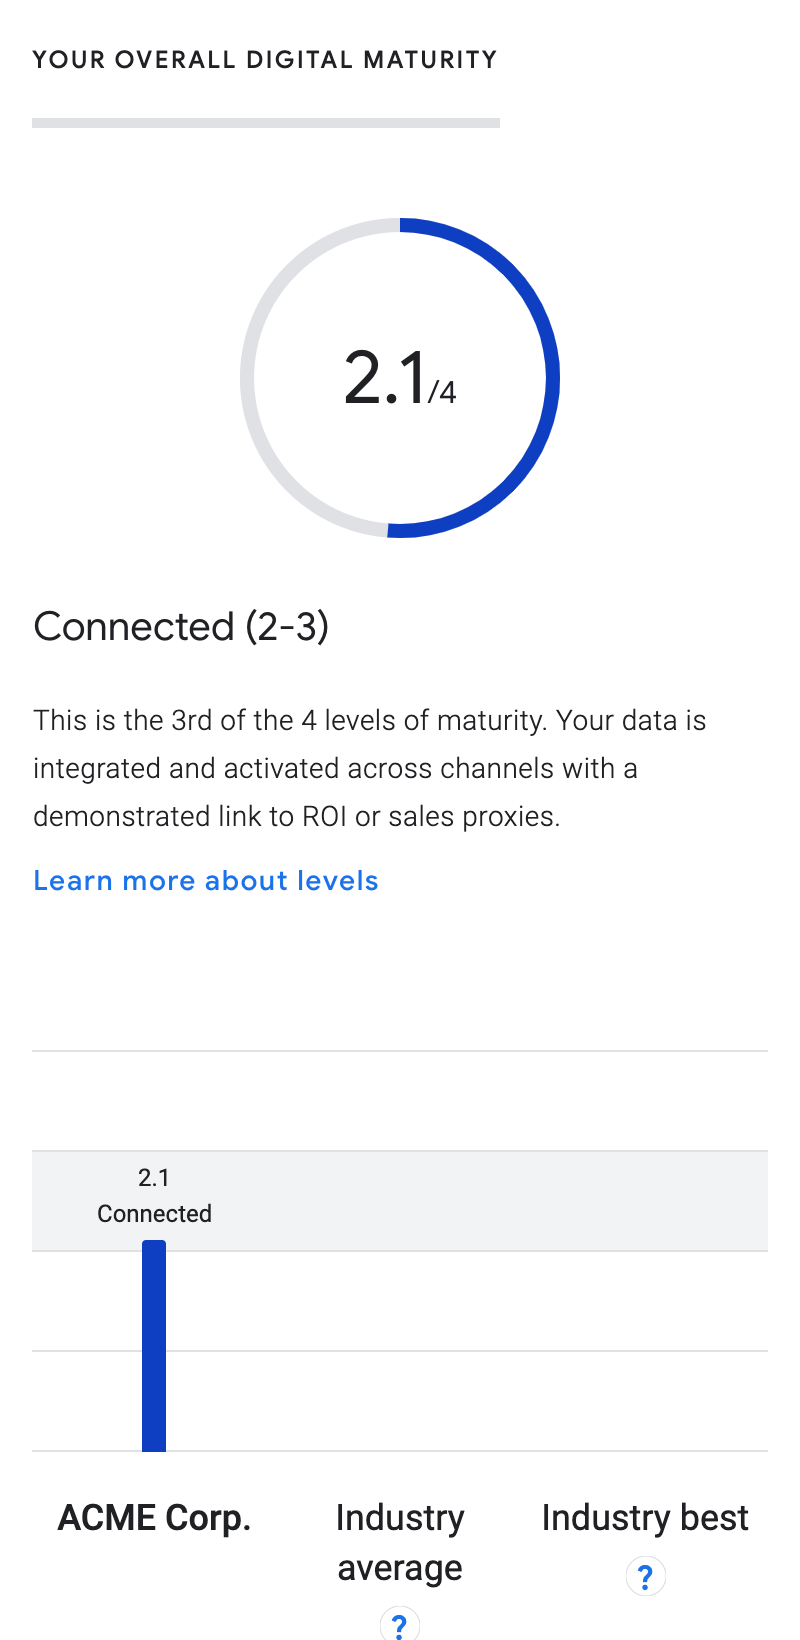 YOUR OVERALL DIGITAL MATURITY
2.1/4
Connected (2-3)
This is the 3rd of the 4 levels of maturity. Your data is
integrated and activated across channels with a
demonstrated link to ROI or sales proxies.
Learn more about levels
2.1
Connected
ACME Corp.
Industry
average
?
Industry best
?